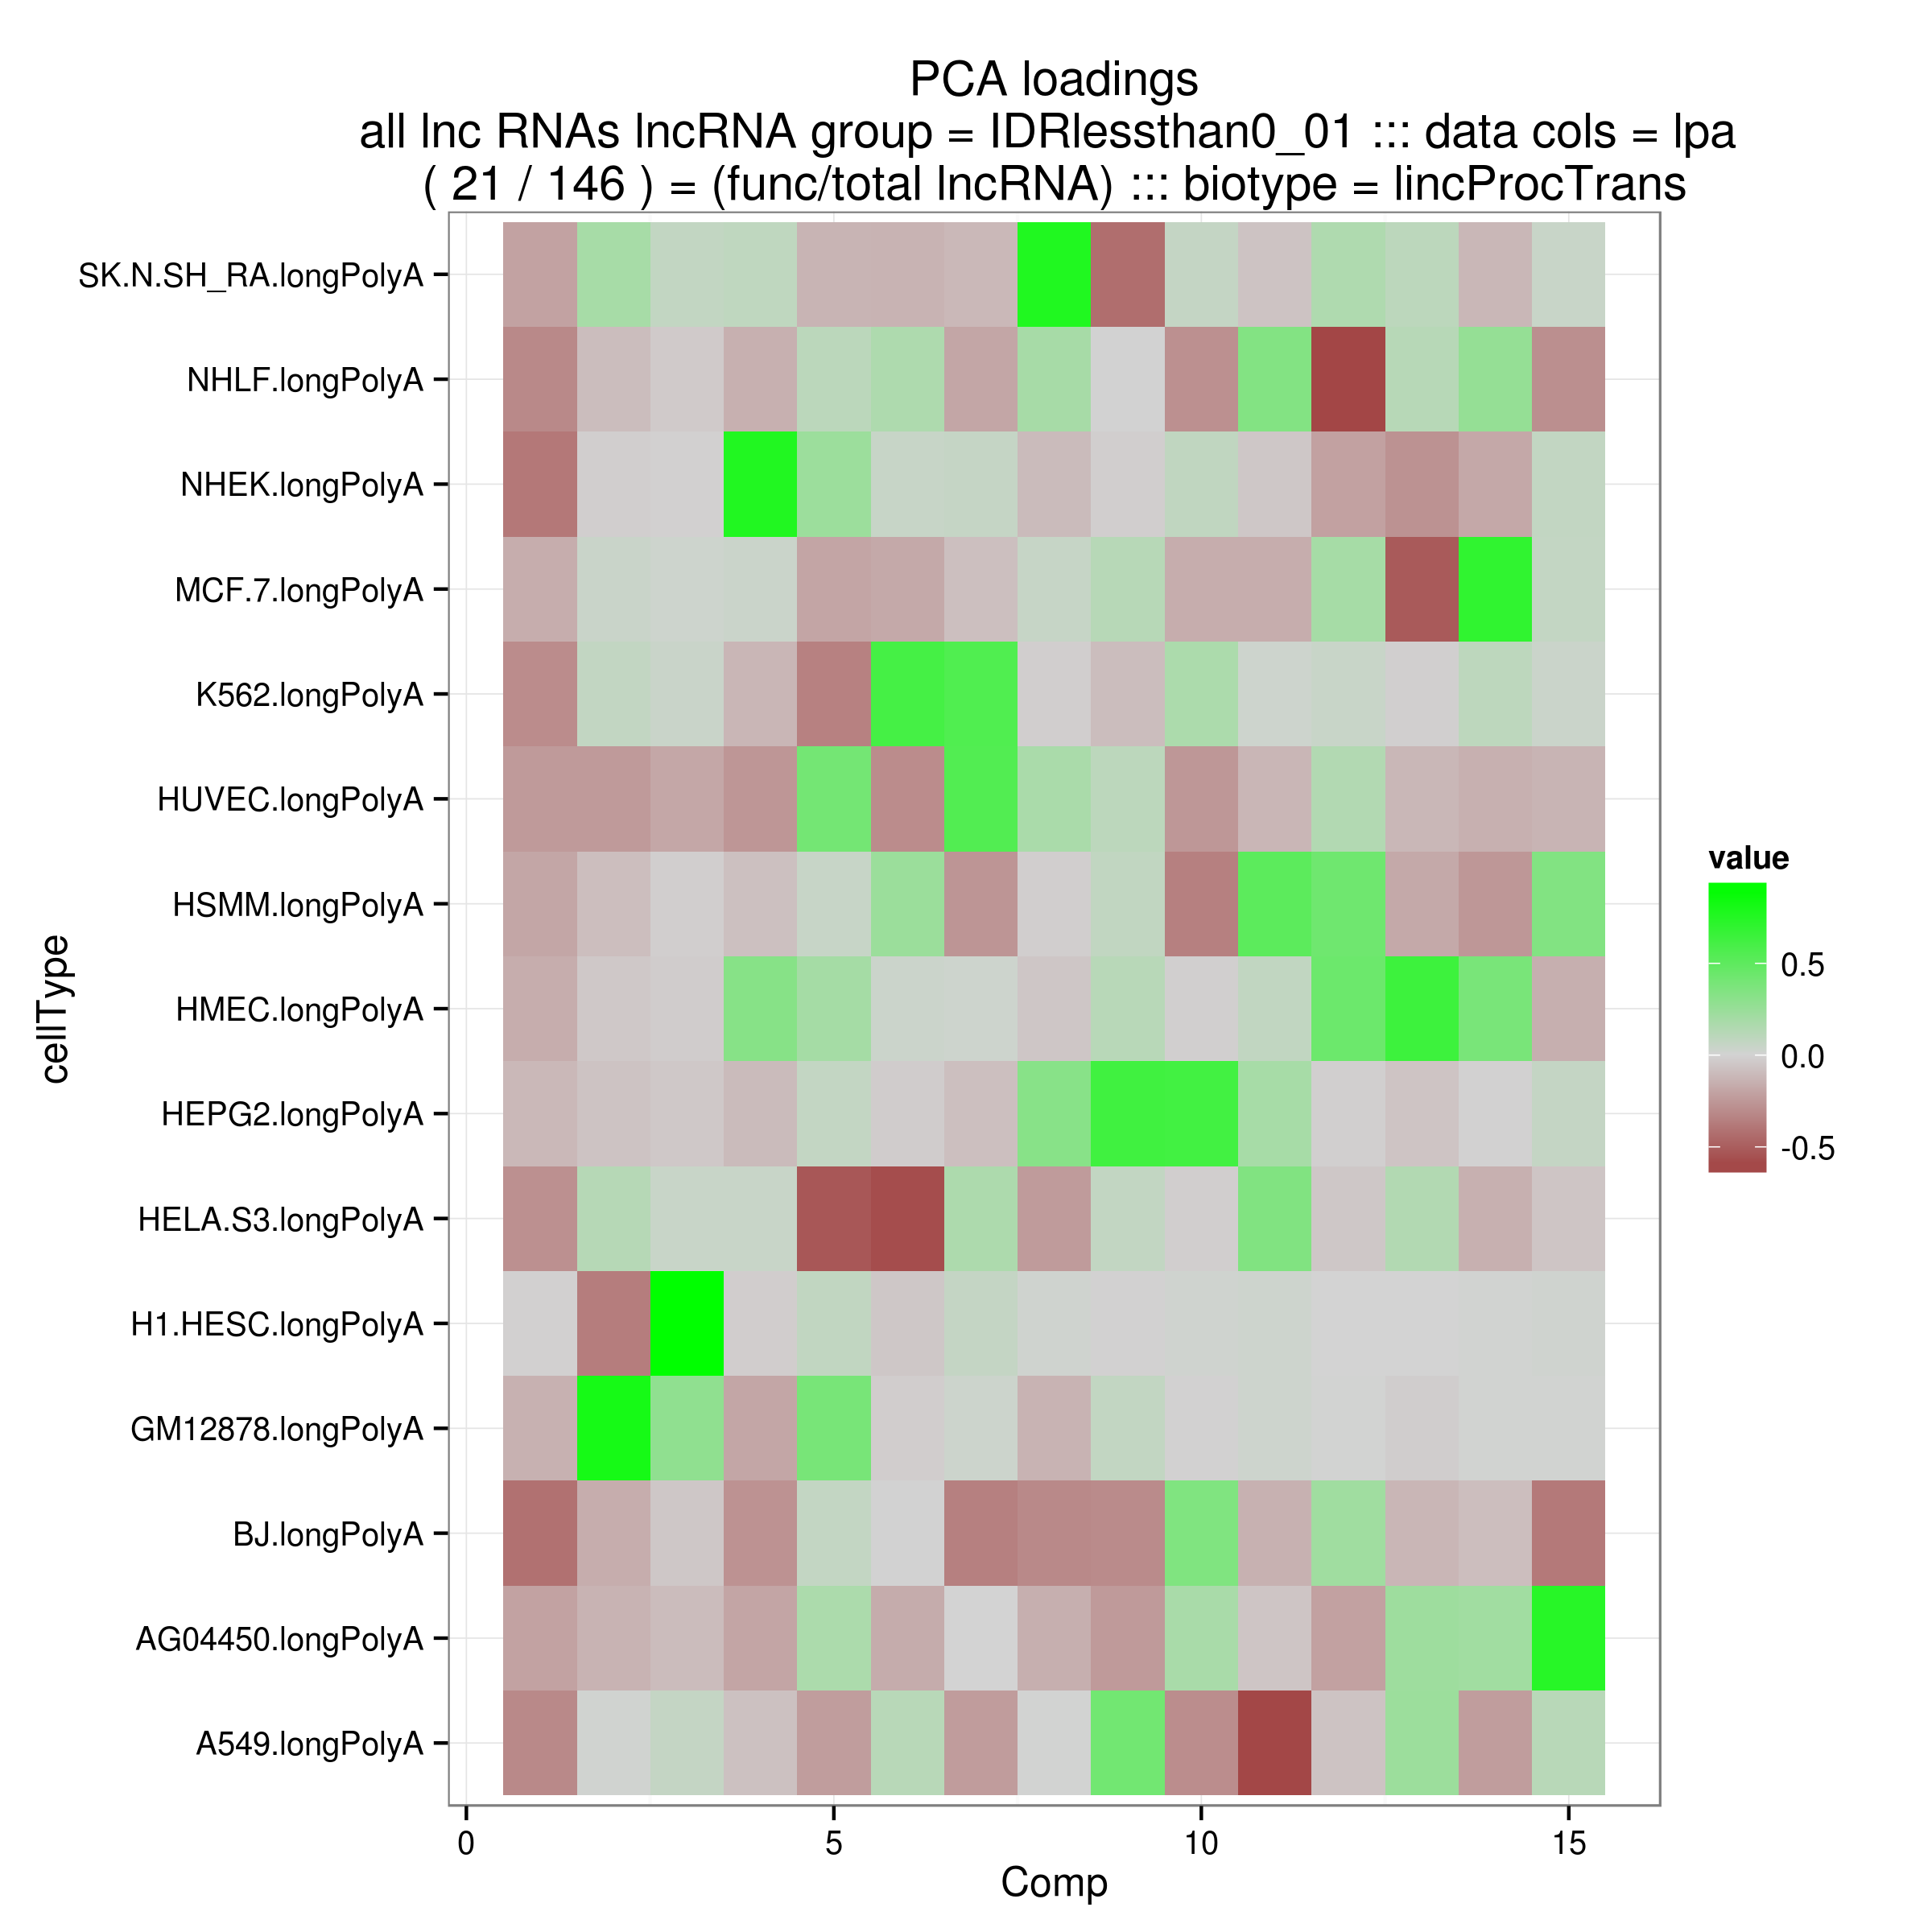 PCA loadings
all lnc RNAs lncRNA group = IDRlessthan0_01 ::: data cols = lpa
( 21 / 146 ) = (func/total lncRNA) ::: biotype = lincProcTrans
SK.N.SH_RA.longPolyA
NHLF.longPolyA
NHEK.longPolyA
MCF.7.longPolyA
K562.longPolyA
HUVEC.longPolyA
HSMM.longPolyA
HMEC.longPolyA
HEPG2.longPolyA
HELA.S3.longPolyA
H1.HESC.longPolyA
GM12878.longPolyA
BJ.longPolyA
AG04450.longPolyA
A549.longPolyA
cellType
0
5
10
15
Comp
value
0.5
0.0
-0.5